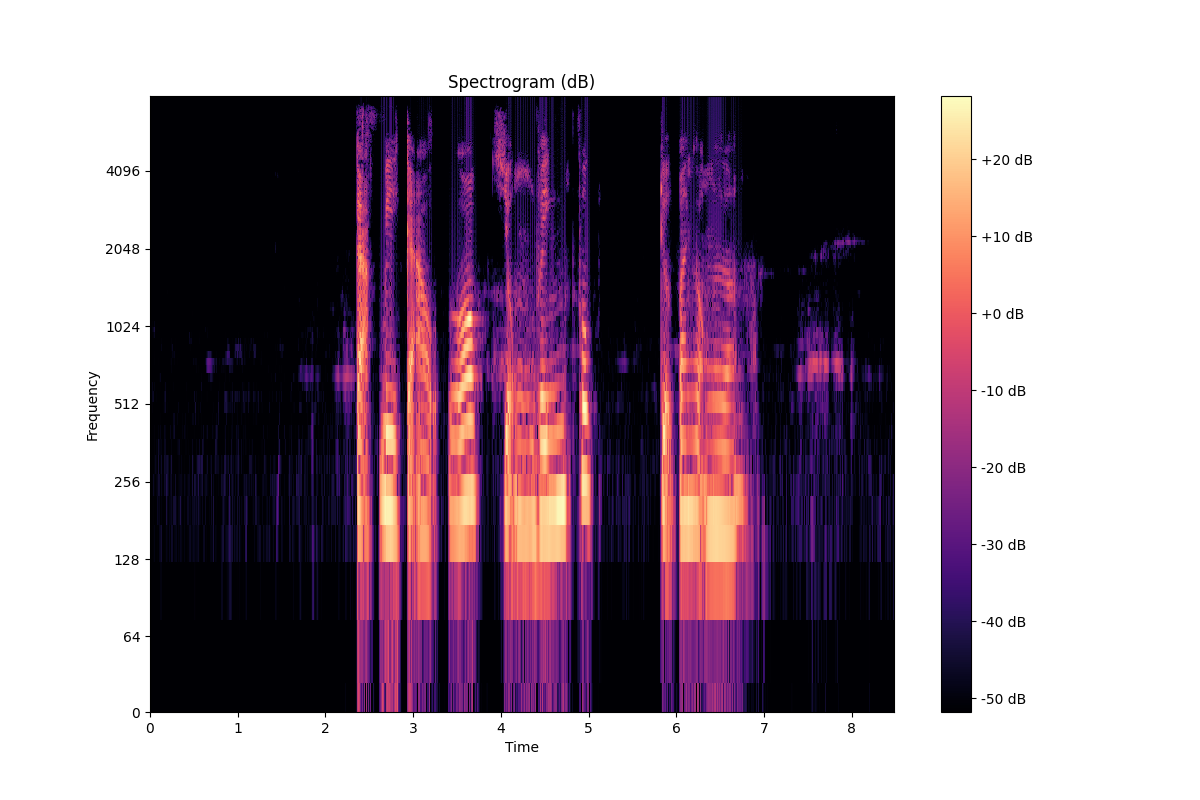 Spectrogram (dB)
Frequency
4096
2048
1024
512
256
128
64
0
0 1 2 3 4 5 6 7 8
Time
+20 dB
+10 dB
+0 dB
-10 dB
-20 dB
-30 dB
-40 dB
-50 dB